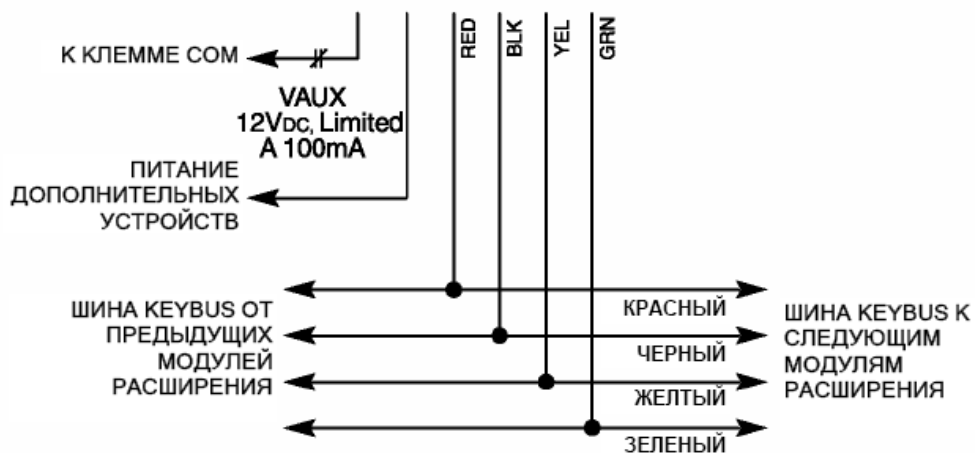 RED
BLK
YEL
GRN
К КЛЕММЕ COM
VAUX
12VDC, Limited
A 100mA
ПИТАНИЕ
ДОПОЛНИТЕЛЬНЫХ
УСТРОЙСТВ
ШИНА KEYBUS ОТ
ПРЕДЫДУЩИХ
МОДУЛЕЙ
РАСШИРЕНИЯ
КРАСНЫЙ
ЧЕРНЫЙ
ЖЕЛТЫЙ
ЗЕЛЕНЫЙ
ШИНА KEYBUS К
СЛЕДУЮЩИМ
МОДУЛЯМ
РАСШИРЕНИЯ